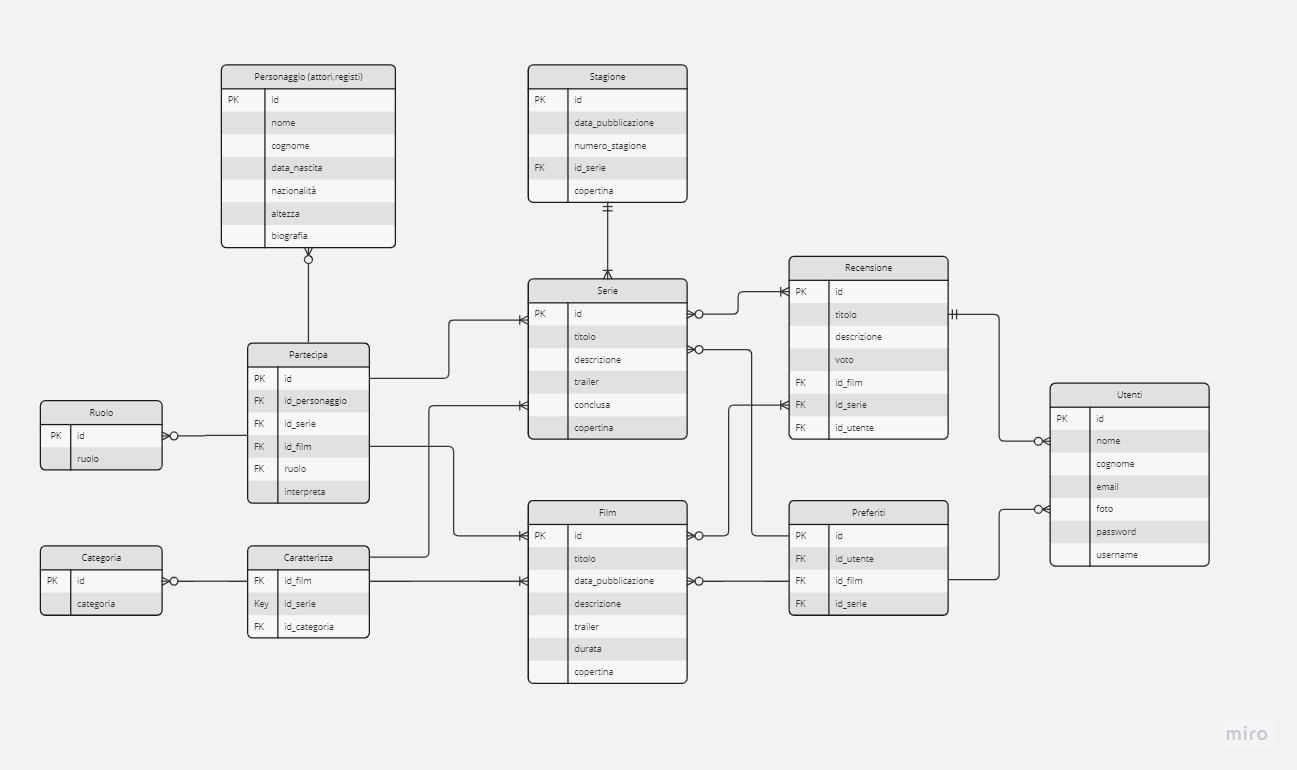 Personaggio (attori,registi)
PK id
nome
cognome
data_nascita
nazionalità
altezza
biografia
Stagione
PK id
data_pubblicazione
numero_stagione
FK id_serie
copertina
Serie
PK id
titolo
descrizione
trailer
conclusa
copertina
Recensione
PK id
titolo
descrizione
voto
FK id_film
FK id_serie
FK id_utente
Partecipa
PK id
FK id_personaggio
FK id_serie
FK id_film
FK ruolo
interpreta
Ruolo
PK id
ruolo
Utenti
PK id
nome
cognome
email
foto
password
username
Film
PK id
titolo
data_pubblicazione
descrizione
trailer
durata
copertina
Preferiti
PK id
FK id_utente
FK id_film
FK id_serie
Categoria
PK id
categoria
Caratterizza
FK id_film
Key id_serie
FK id_categoria
miro